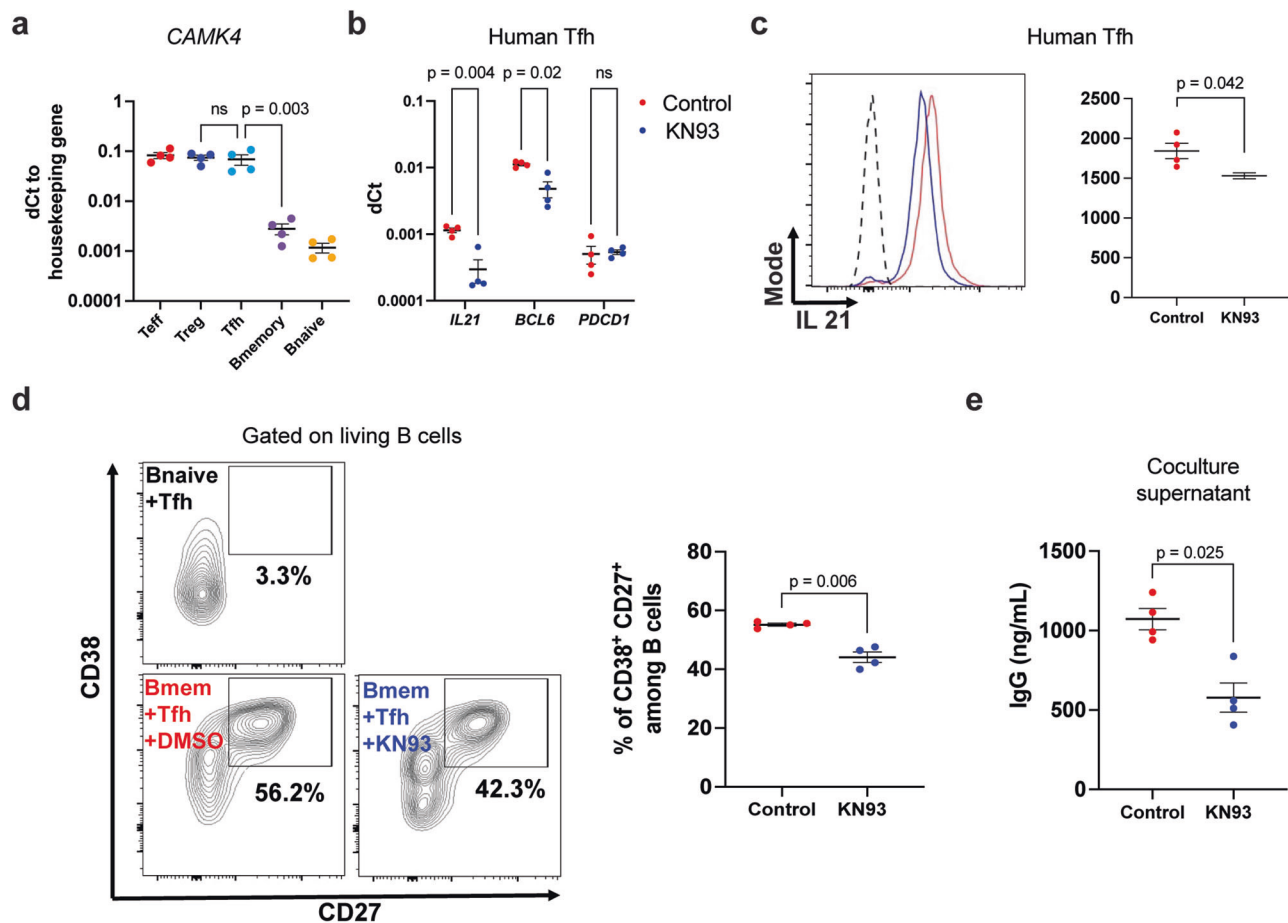 a
CAMK4
dCt to
housekeeping gene
1
0.1
0.01
0.001
0.0001
ns
p = 0.003
Teff
Treg
Tfh
Bmemory
Bnaive
b
Human Tfh
dCt
0.1
0.01
0.001
0.0001
p = 0.004
p = 0.02
ns
Control
KN93
IL21
BCL6
PDCD1
c
Human Tfh
Mode
IL 21
2500
2000
1500
1000
500
0
p = 0.042
Control
KN93
d
Gated on living B cells
CD38
Bnaive
+Tfh
3.3%
Bmem
+Tfh
+DMSO
56.2%
Bmem
+Tfh
+KN93
42.3%
CD27
% of CD38+ CD27+
among B cells
80
60
40
20
0
p = 0.006
Control
KN93
e
Coculture
supernatant
IgG (ng/mL)
1500
1000
500
0
p = 0.025
Control
KN93